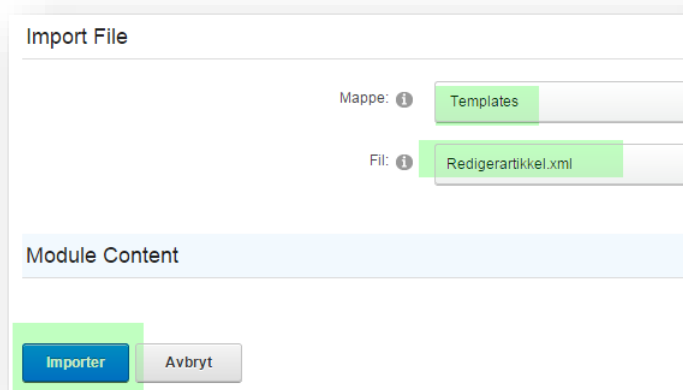 Import File
Mappe: Templates
Fil: Redigerartikkel.xml
Module Content
Importer Avbryt